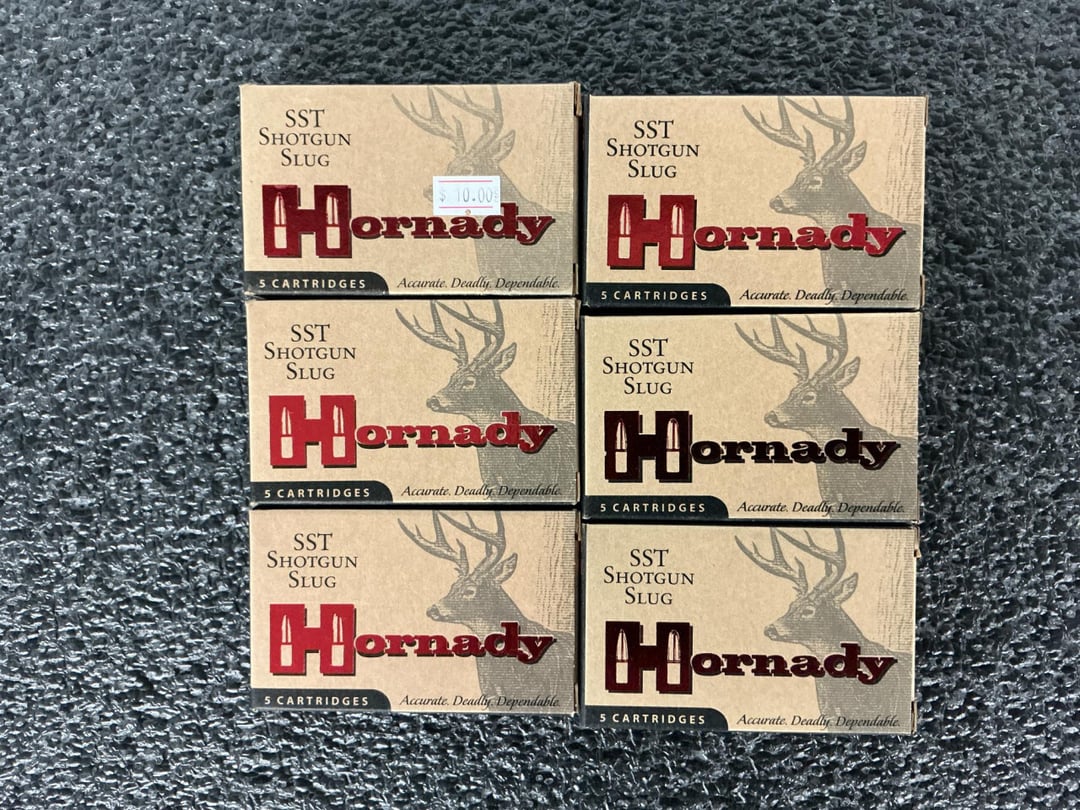 SST
SHOTGUN
SLUG
$ 10.00
Hornady
5 CARTRIDGES
Accurate. Deadly. Dependable.
SST
SHOTGUN
SLUG
Hornady
5 CARTRIDGES
Accurate. Deadly. Dependable.
SST
SHOTGUN
SLUG
Hornady
5 CARTRIDGES
Accurate. Deadly. Dependable.
SST
SHOTGUN
SLUG
Hornady
5 CARTRIDGES
Accurate. Deadly. Dependable.
SST
SHOTGUN
SLUG
Hornady
5 CARTRIDGES
Accurate. Deadly. Dependable.
SST
SHOTGUN
SLUG
Hornady
5 CARTRIDGES
Accurate. Deadly. Dependable.